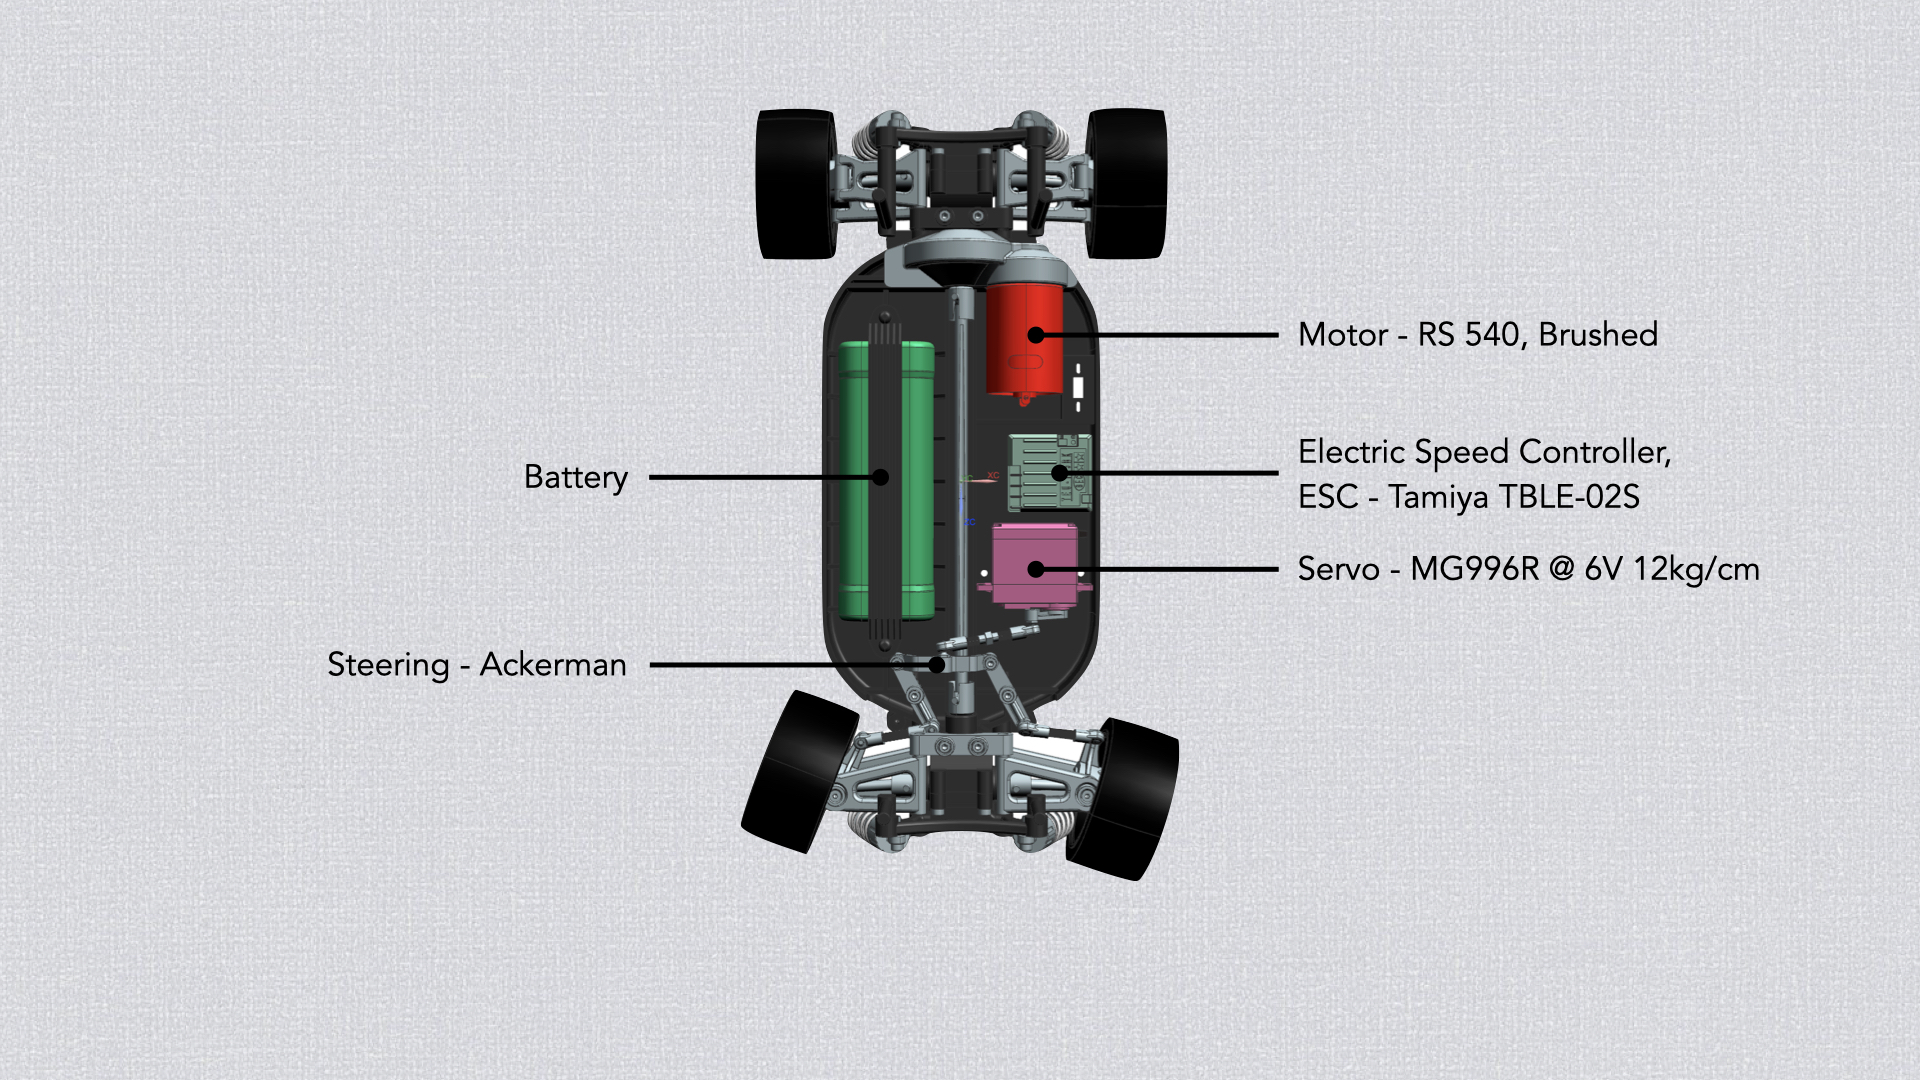 Motor - RS 540, Brushed
Electric Speed Controller,
ESC - Tamiya TBLE-02S
Battery
Servo - MG996R @ 6V 12kg/cm
Steering - Ackerman
XC